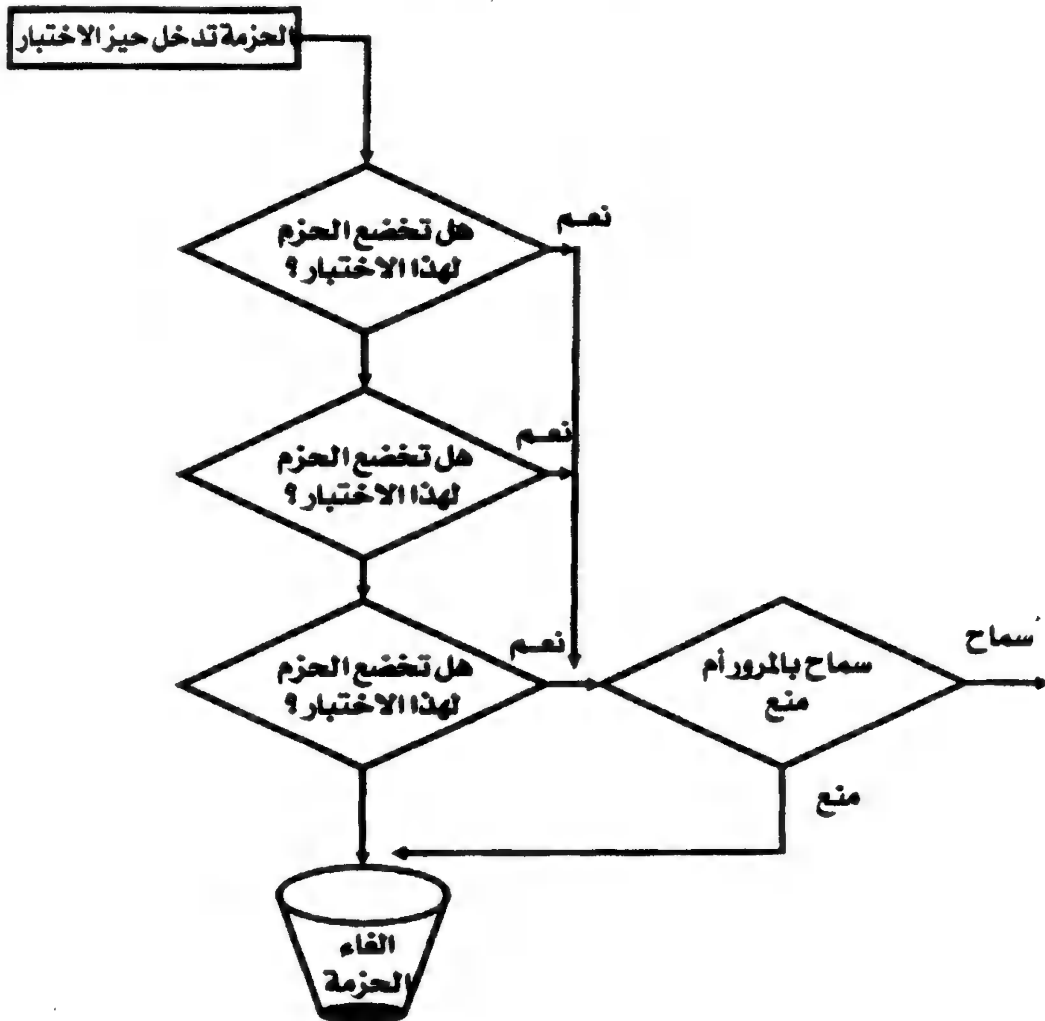 الحزمة تدخل حيز الاختبار
نعم
هل تخضع الحزم
لهذا الاختبار؟
نعم
هل تخضع الحزم
لهذا الاختبار؟
نعم
هل تخضع الحزم
لهذا الاختبار؟
سماح بالمرور أم
منع
سماح
منع
الغاء
الحزمة